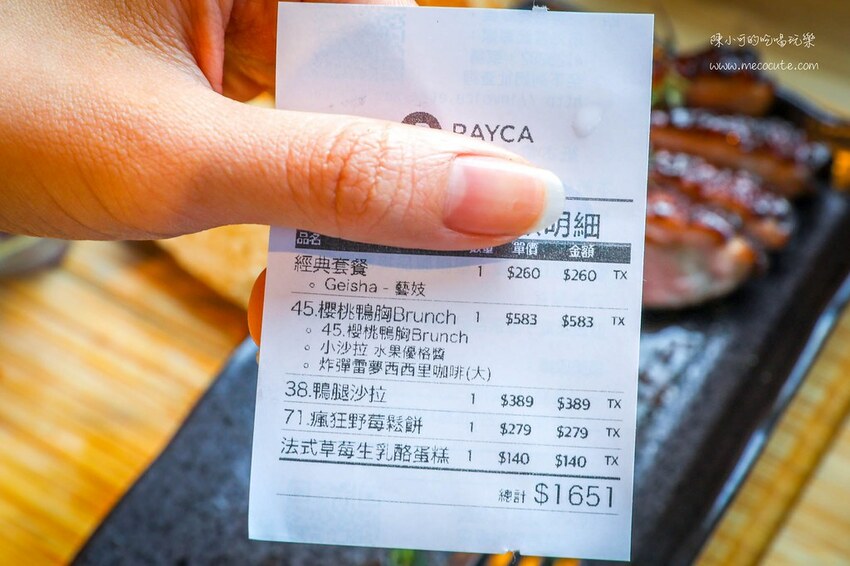 陳小可的吃喝玩樂
www.mecocute.com
RAYCA
明細
品名 數量 單價 金額
經典套餐 1 $260 $260 TX
Geisha - 藝妓
45.櫻桃鴨胸Brunch 1 $583 $583 TX
45.櫻桃鴨胸Brunch
小沙拉 水果優格醬
炸彈雷夢西西里咖啡(大)
38.鴨腿沙拉 1 $389 $389 TX
71.瘋狂野莓鬆餅 1 $279 $279 TX
法式草莓生乳酪蛋糕 1 $140 $140 TX
總計 $1651